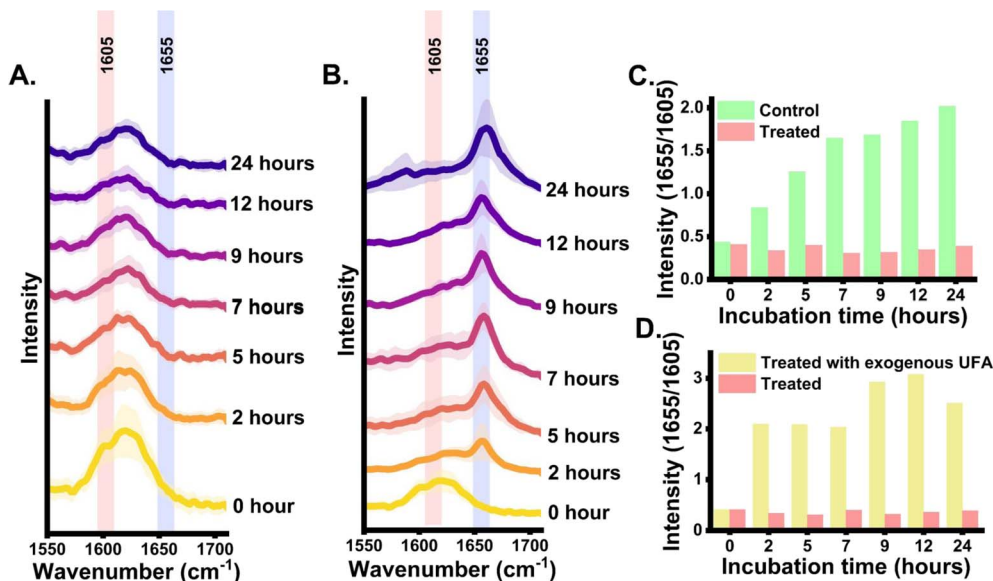 A.
1605
1655
24 hours
12 hours
9 hours
7 hours
5 hours
2 hours
0 hour
Intensity
1550 1600 1650 1700
Wavenumber (cm⁻¹)
B.
1605
1655
24 hours
12 hours
9 hours
7 hours
5 hours
2 hours
0 hour
Intensity
1550 1600 1650 1700
Wavenumber (cm⁻¹)
C.
Control
Treated
2.0
1.5
1.0
0.5
0.0
Intensity (1655/1605)
0 2 5 7 9 12 24
Incubation time (hours)
D.
Treated with exogenous UFA
Treated
3
2
1
0
Intensity (1655/1605)
0 2 5 7 9 12 24
Incubation time (hours)